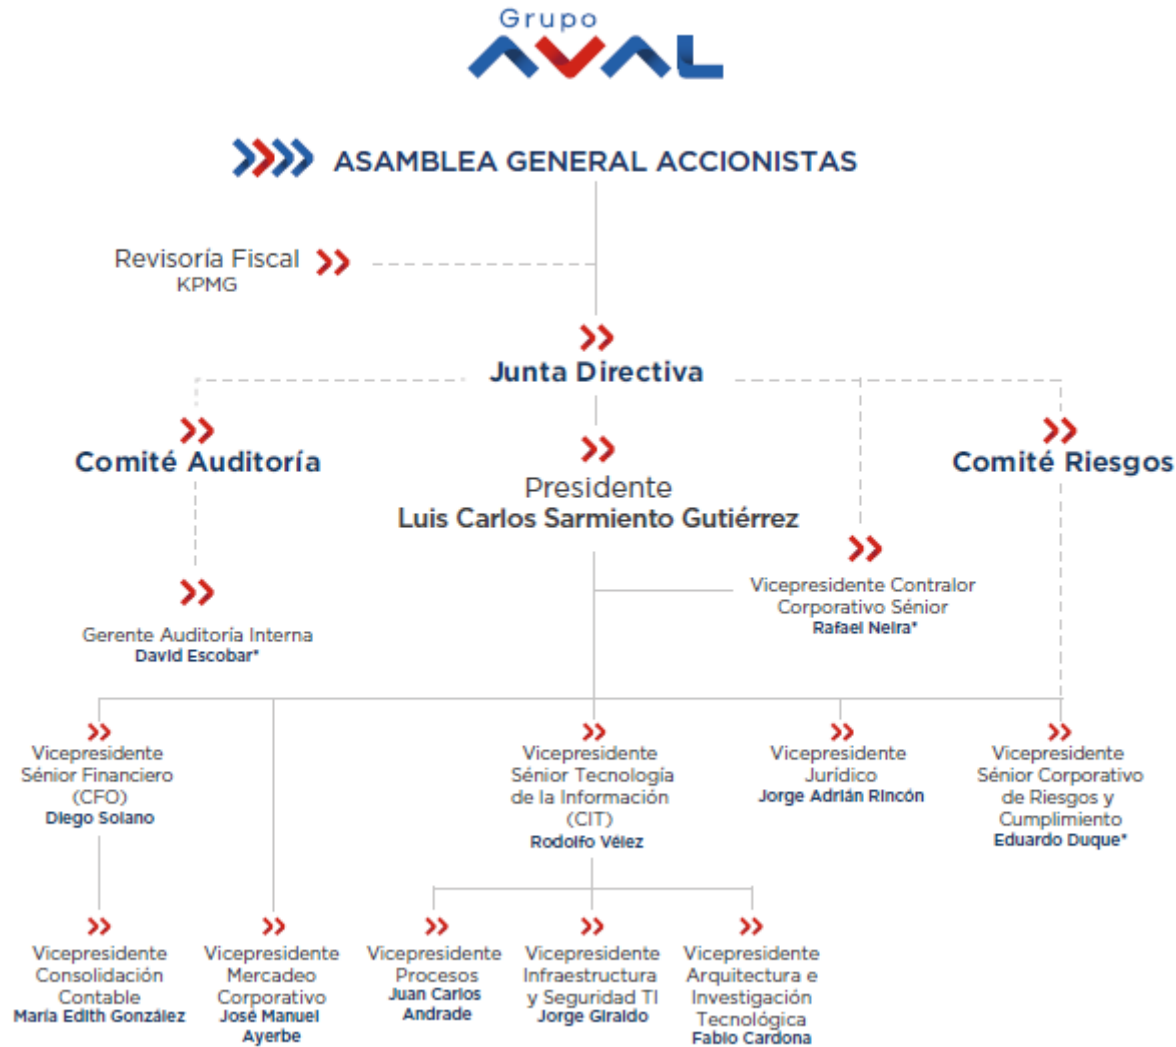 Grupo
AVAL
ASAMBLEA GENERAL ACCIONISTAS
Revisoría Fiscal
KPMG
Junta Directiva
Comité Auditoría
Comité Riesgos
Presidente
Luis Carlos Sarmiento Gutiérrez
Vicepresidente Contralor
Corporativo Sénior
Rafael Neira*
Gerente Auditoría Interna
David Escobar*
Vicepresidente
Sénior Financiero
(CFO)
Diego Solano
Vicepresidente
Sénior Tecnología
de la Información
(CIT)
Rodolfo Vélez
Vicepresidente
Jurídico
Jorge Adrián Rincón
Vicepresidente
Sénior Corporativo
de Riesgos y
Cumplimiento
Eduardo Duque*
Vicepresidente
Consolidación
Contable
María Edith González
Vicepresidente
Mercadeo
Corporativo
José Manuel
Ayerbe
Vicepresidente
Procesos
Juan Carlos
Andrade
Vicepresidente
Infraestructura
y Seguridad TI
Jorge Giraldo
Vicepresidente
Arquitectura e
Investigación
Tecnológica
Fabio Cardona